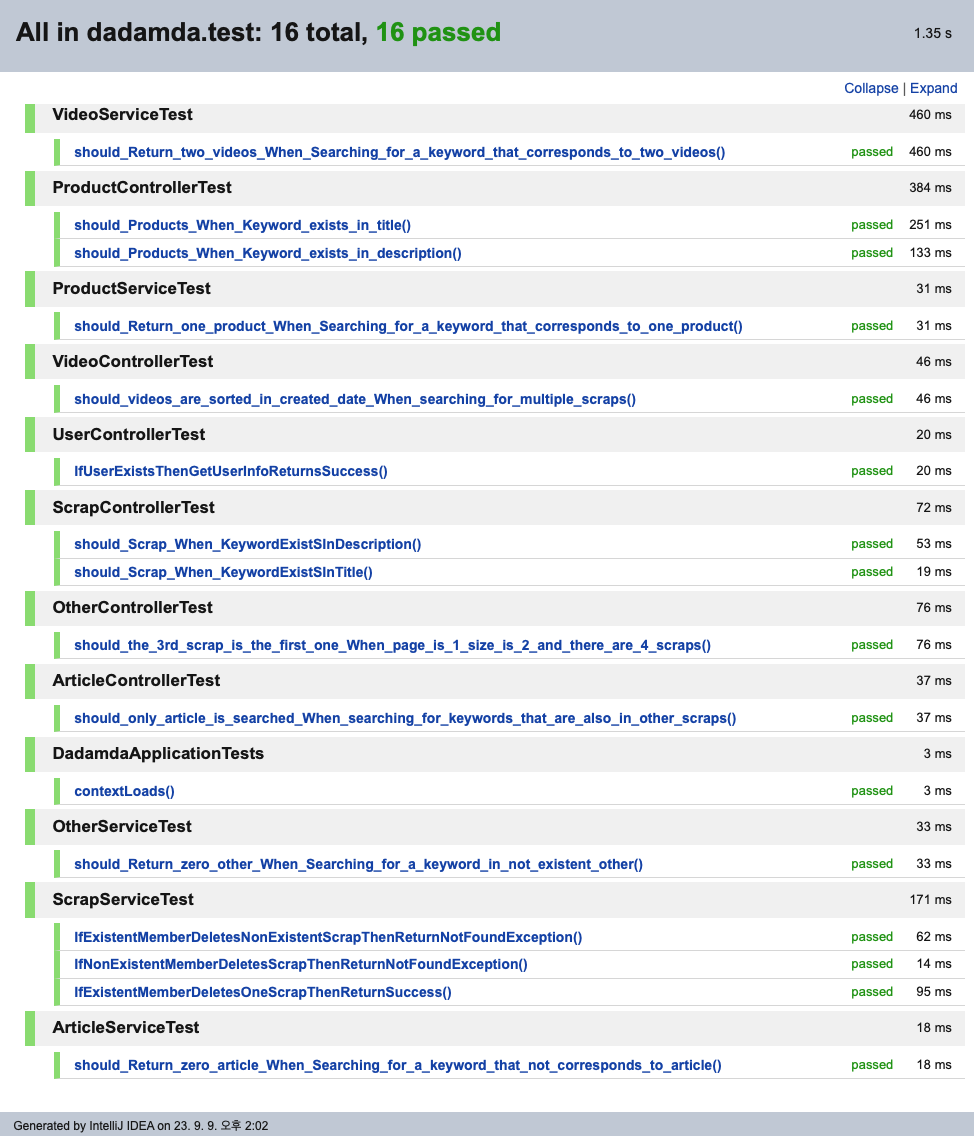 All in dadamda.test: 16 total, 16 passed 1.35 s
Collapse | Expand
VideoServiceTest 460 ms
should_Return_two_videos_When_Searching_for_a_keyword_that_corresponds_to_two_videos() passed 460 ms
ProductControllerTest 384 ms
should_Products_When_Keyword_exists_in_title() passed 251 ms
should_Products_When_Keyword_exists_in_description() passed 133 ms
ProductServiceTest 31 ms
should_Return_one_product_When_Searching_for_a_keyword_that_corresponds_to_one_product() passed 31 ms
VideoControllerTest 46 ms
should_videos_are_sorted_in_created_date_When_searching_for_multiple_scraps() passed 46 ms
UserControllerTest 20 ms
IfUserExistsThenGetUserInfoReturnsSuccess() passed 20 ms
ScrapControllerTest 72 ms
should_Scrap_When_KeywordExistSInDescription() passed 53 ms
should_Scrap_When_KeywordExistSInTitle() passed 19 ms
OtherControllerTest 76 ms
should_the_3rd_scrap_is_the_first_one_When_page_is_1_size_is_2_and_there_are_4_scraps() passed 76 ms
ArticleControllerTest 37 ms
should_only_article_is_searched_When_searching_for_keywords_that_are_also_in_other_scraps() passed 37 ms
DadamdaApplicationTests 3 ms
contextLoads() passed 3 ms
OtherServiceTest 33 ms
should_Return_zero_other_When_Searching_for_a_keyword_in_not_existent_other() passed 33 ms
ScrapServiceTest 171 ms
IfExistentMemberDeletesNonExistentScrapThenReturnNotFoundException() passed 62 ms
IfNonExistentMemberDeletesScrapThenReturnNotFoundException() passed 14 ms
IfExistentMemberDeletesOneScrapThenReturnSuccess() passed 95 ms
ArticleServiceTest 18 ms
should_Return_zero_article_When_Searching_for_a_keyword_that_not_corresponds_to_article() passed 18 ms
Generated by IntelliJ IDEA on 23. 9. 9. 오후 2:02